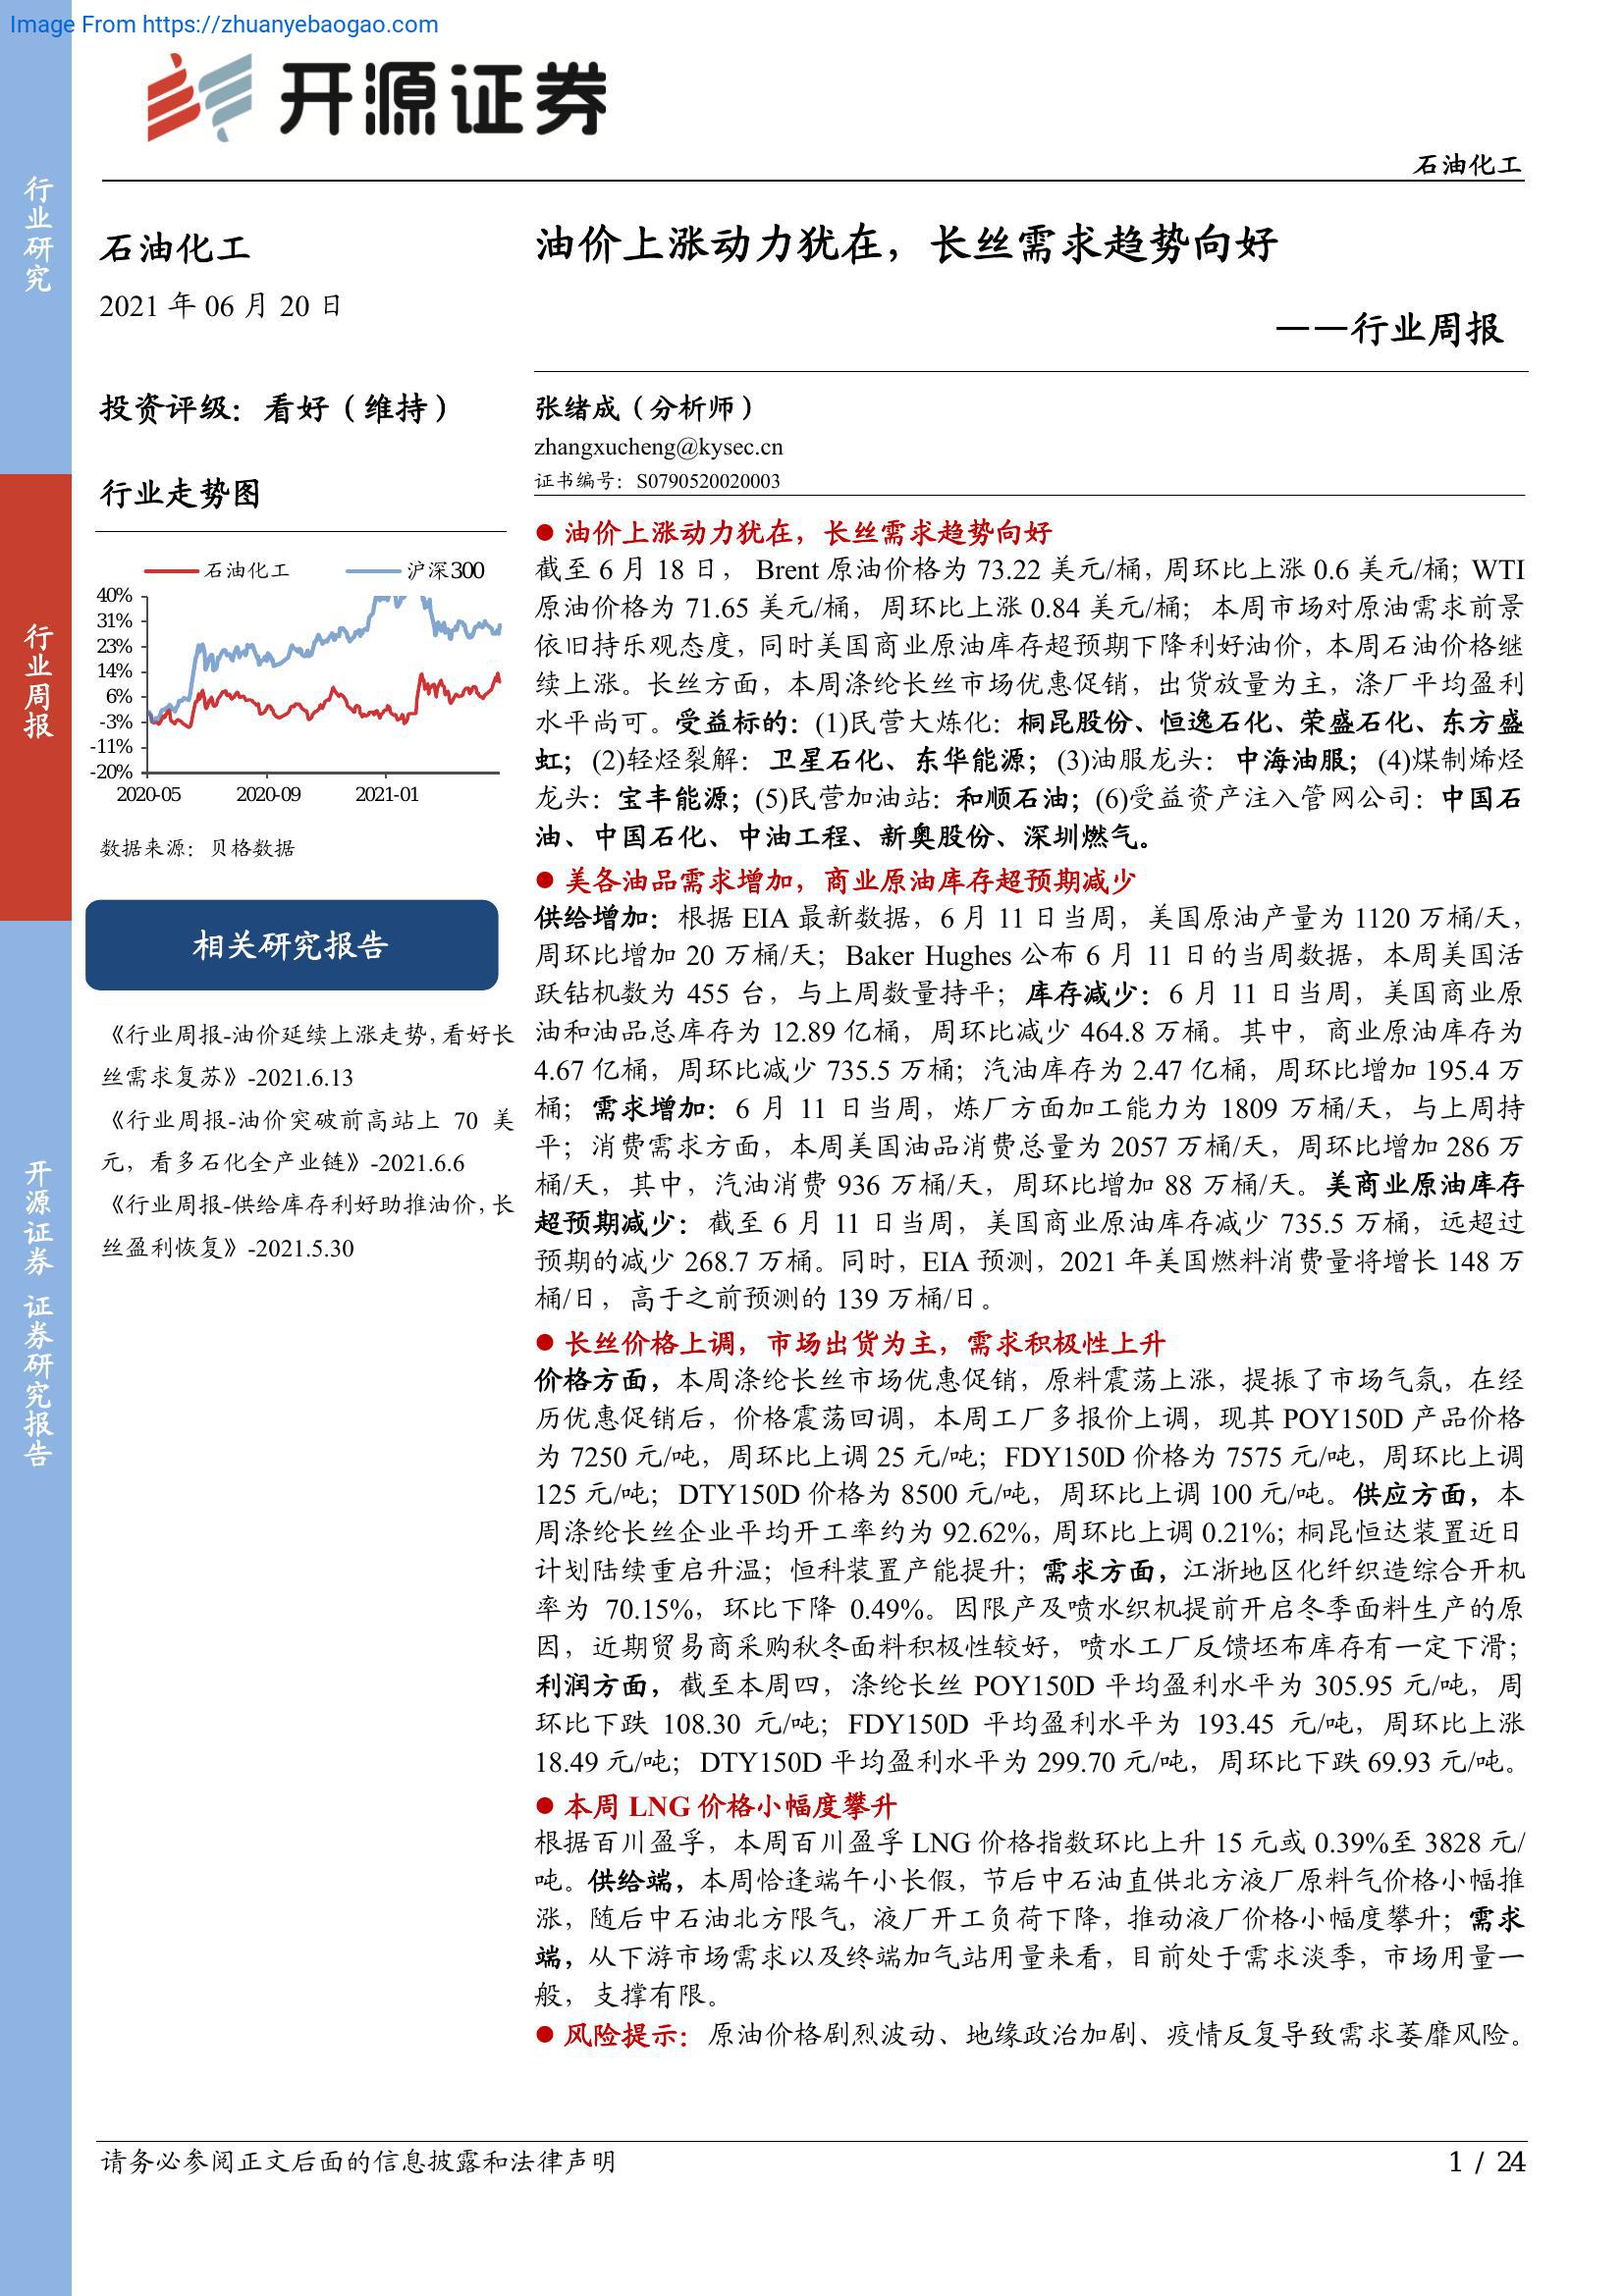 Image From https://zhuanyebaogao.com
开源证券
石油化工
行业研究
行业周报
开源证券 证券研究报告
石油化工
2021 年 06 月 20 日
投资评级：看好（维持）
行业走势图
石油化工
沪深300
40%
31%
23%
14%
6%
-3%
-11%
-20%
2020-05
2020-09
2021-01
数据来源：贝格数据
相关研究报告
《行业周报-油价延续上涨走势，看好长
丝需求复苏》-2021.6.13
《行业周报-油价突破前高站上 70 美
元，看多石化全产业链》-2021.6.6
《行业周报-供给库存利好助推油价，长
丝盈利恢复》-2021.5.30
油价上涨动力犹在，长丝需求趋势向好
——行业周报
张绪成（分析师）
zhangxucheng@kysec.cn
证书编号：S0790520020003
● 油价上涨动力犹在，长丝需求趋势向好
截至 6 月 18 日， Brent 原油价格为 73.22 美元/桶，周环比上涨 0.6 美元/桶；WTI
原油价格为 71.65 美元/桶，周环比上涨 0.84 美元/桶；本周市场对原油需求前景
依旧持乐观态度，同时美国商业原油库存超预期下降利好油价，本周石油价格继
续上涨。长丝方面，本周涤纶长丝市场优惠促销，出货放量为主，涤厂平均盈利
水平尚可。受益标的：(1)民营大炼化：桐昆股份、恒逸石化、荣盛石化、东方盛
虹；(2)轻烃裂解：卫星石化、东华能源；(3)油服龙头：中海油服；(4)煤制烯烃
龙头：宝丰能源；(5)民营加油站：和顺石油；(6)受益资产注入管网公司：中国石
油、中国石化、中油工程、新奥股份、深圳燃气。
● 美各油品需求增加，商业原油库存超预期减少
供给增加：根据 EIA 最新数据，6 月 11 日当周，美国原油产量为 1120 万桶/天，
周环比增加 20 万桶/天；Baker Hughes 公布 6 月 11 日的当周数据，本周美国活
跃钻机数为 455 台，与上周数量持平；库存减少：6 月 11 日当周，美国商业原
油和油品总库存为 12.89 亿桶，周环比减少 464.8 万桶。其中，商业原油库存为
4.67 亿桶，周环比减少 735.5 万桶；汽油库存为 2.47 亿桶，周环比增加 195.4 万
桶；需求增加：6 月 11 日当周，炼厂方面加工能力为 1809 万桶/天，与上周持
平；消费需求方面，本周美国油品消费总量为 2057 万桶/天，周环比增加 286 万
桶/天，其中，汽油消费 936 万桶/天，周环比增加 88 万桶/天。美商业原油库存
超预期减少：截至 6 月 11 日当周，美国商业原油库存减少 735.5 万桶，远超过
预期的减少 268.7 万桶。同时，EIA 预测，2021 年美国燃料消费量将增长 148 万
桶/日，高于之前预测的 139 万桶/日。
● 长丝价格上调，市场出货为主，需求积极性上升
价格方面，本周涤纶长丝市场优惠促销，原料震荡上涨，提振了市场气氛，在经
历优惠促销后，价格震荡回调，本周工厂多报价上调，现其 POY150D 产品价格
为 7250 元/吨，周环比上调 25 元/吨；FDY150D 价格为 7575 元/吨，周环比上调
125 元/吨；DTY150D 价格为 8500 元/吨，周环比上调 100 元/吨。供应方面，本
周涤纶长丝企业平均开工率约为 92.62%，周环比上调 0.21%；桐昆恒达装置近日
计划陆续重启升温；恒科装置产能提升；需求方面，江浙地区化纤织造综合开机
率为 70.15%，环比下降 0.49%。因限产及喷水织机提前开启冬季面料生产的原
因，近期贸易商采购秋冬面料积极性较好，喷水工厂反馈坯布库存有一定下滑；
利润方面，截至本周四，涤纶长丝 POY150D 平均盈利水平为 305.95 元/吨，周
环比下跌 108.30 元/吨；FDY150D 平均盈利水平为 193.45 元/吨，周环比上涨
18.49 元/吨；DTY150D 平均盈利水平为 299.70 元/吨，周环比下跌 69.93 元/吨。
● 本周 LNG 价格小幅度攀升
根据百川盈孚，本周百川盈孚 LNG 价格指数环比上升 15 元或 0.39%至 3828 元/
吨。供给端，本周恰逢端午小长假，节后中石油直供北方液厂原料气价格小幅推
涨，随后中石油北方限气，液厂开工负荷下降，推动液厂价格小幅度攀升；需求
端，从下游市场需求以及终端加气站用量来看，目前处于需求淡季，市场用量一
般，支撑有限。
● 风险提示：原油价格剧烈波动、地缘政治加剧、疫情反复导致需求萎靡风险。
请务必参阅正文后面的信息披露和法律声明
1 / 24